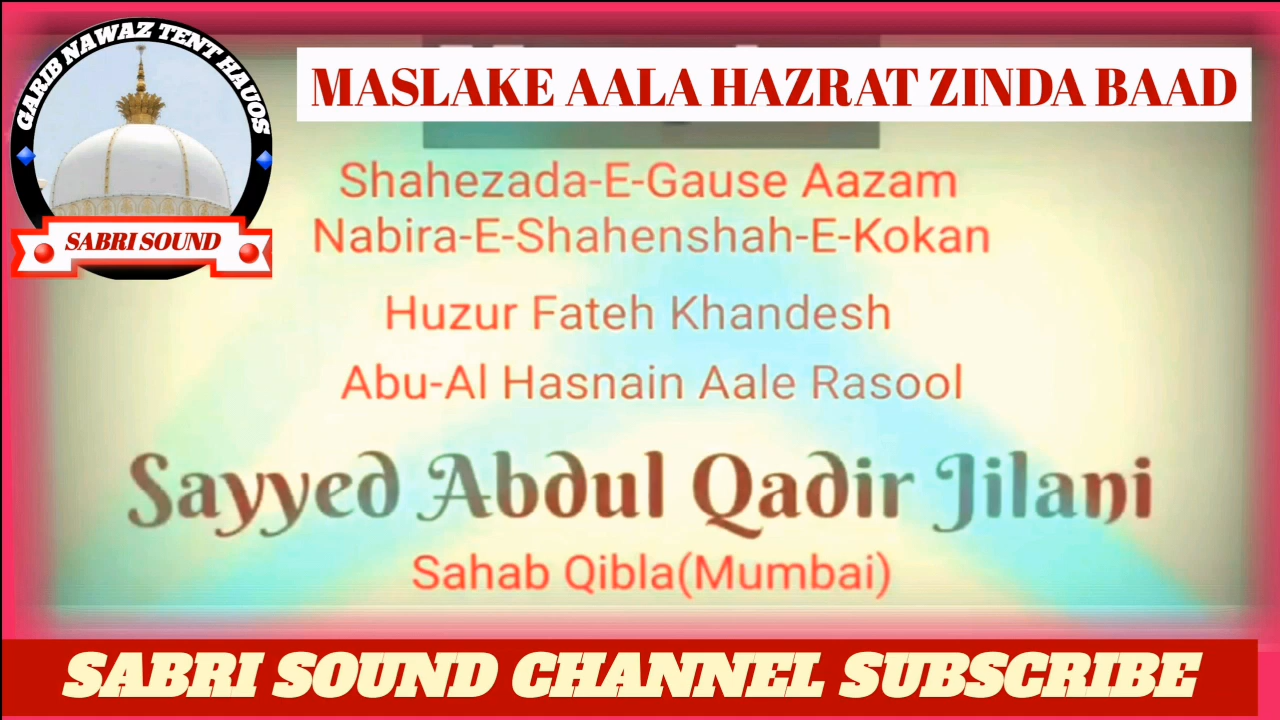 GARIB NAWAZ TENT HAUOS
SABRI SOUND
MASLAKE AALA HAZRAT ZINDA BAAD
Shahezada-E-Gause Aazam
Nabira-E-Shahenshah-E-Kokan
Huzur Fateh Khandesh
Abu-Al Hasnain Aale Rasool
Sayyed Abdul Qadir Jilani
Sahab Qibla(Mumbai)
SABRI SOUND CHANNEL SUBSCRIBE